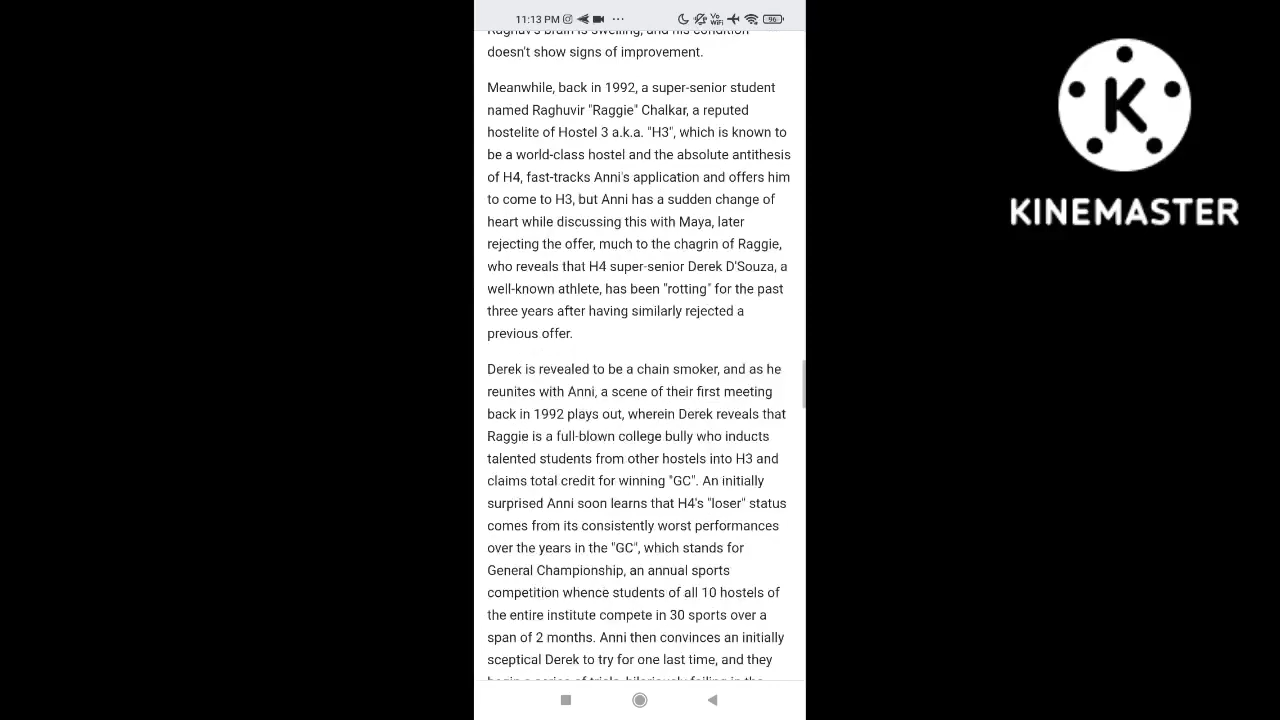 11:13 PM
Vo
WiFi
96
doesn't show signs of improvement.
Meanwhile, back in 1992, a super-senior student
named Raghuvir "Raggie" Chalkar, a reputed
hostelite of Hostel 3 a.k.a. "H3", which is known to
be a world-class hostel and the absolute antithesis
of H4, fast-tracks Anni's application and offers him
to come to H3, but Anni has a sudden change of
heart while discussing this with Maya, later
rejecting the offer, much to the chagrin of Raggie,
who reveals that H4 super-senior Derek D'Souza, a
well-known athlete, has been "rotting" for the past
three years after having similarly rejected a
previous offer.
Derek is revealed to be a chain smoker, and as he
reunites with Anni, a scene of their first meeting
back in 1992 plays out, wherein Derek reveals that
Raggie is a full-blown college bully who inducts
talented students from other hostels into H3 and
claims total credit for winning "GC". An initially
surprised Anni soon learns that H4's "loser" status
comes from its consistently worst performances
over the years in the "GC", which stands for
General Championship, an annual sports
competition whence students of all 10 hostels of
the entire institute compete in 30 sports over a
span of 2 months. Anni then convinces an initially
sceptical Derek to try for one last time, and they
K
KINEMASTER